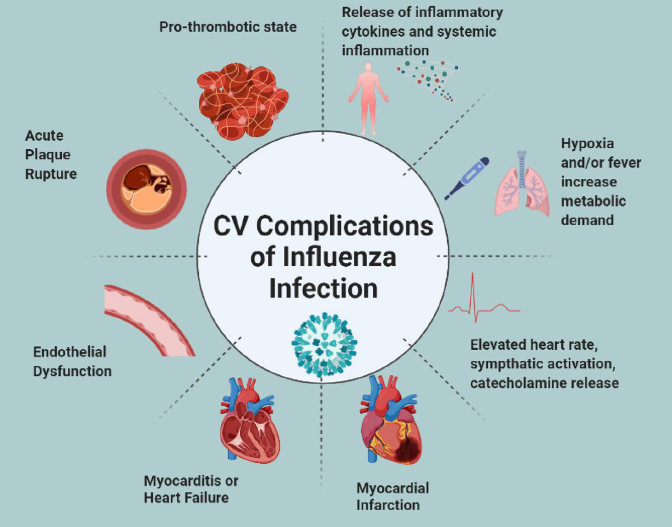 Pro-thrombotic state
Release of inflammatory
cytokines and systemic
inflammation
Acute
Plaque
Rupture
Hypoxia
and/or fever
increase
metabolic
demand
CV Complications
of Influenza
Infection
Endothelial
Dysfunction
Elevated heart rate,
sympthatic activation,
catecholamine release
Myocarditis or
Heart Failure
Myocardial
Infarction